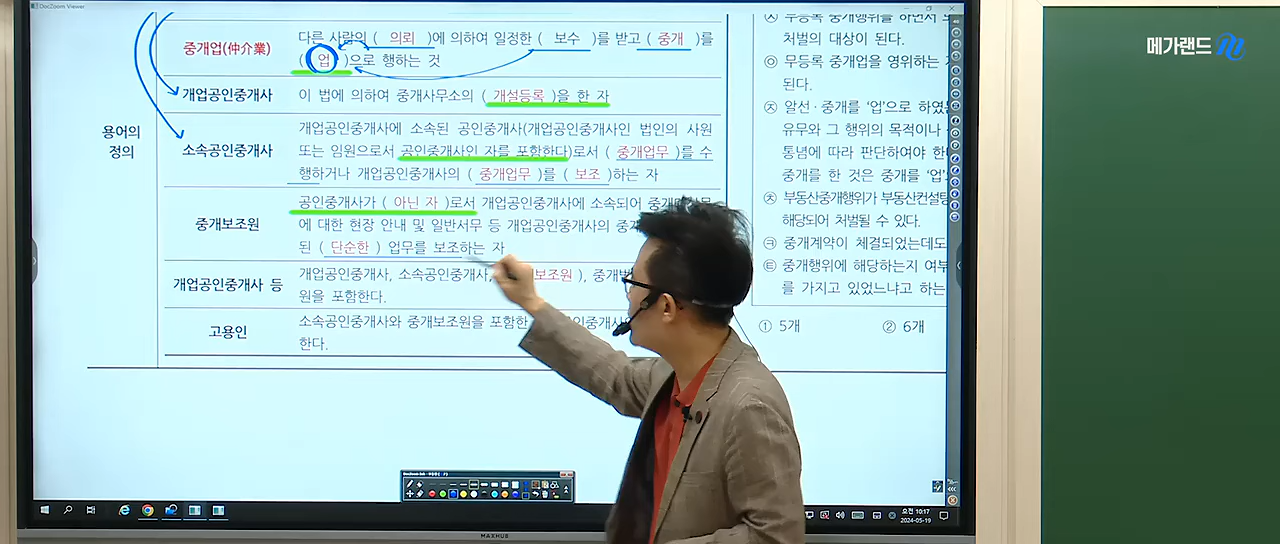 DocZoom Viewer
메가랜드
용어의
정의
중개업(仲介業)
다른 사람의 ( 의뢰 )에 의하여 일정한 ( 보수 )를 받고 ( 중개 )를
( 업 )으로 행하는 것
개업공인중개사
이 법에 의하여 중개사무소의 ( 개설등록 )을 한 자
소속공인중개사
개업공인중개사에 소속된 공인중개사(개업공인중개사인 법인의 사원
또는 임원으로서 공인중개사인 자를 포함한다)로서 ( 중개업무 )를 수
행하거나 개업공인중개사의 ( 중개업무 )를 ( 보조 )하는 자
중개보조원
공인중개사가 ( 아닌 자 )로서 개업공인중개사에 소속되어
에 대한 현장 안내 및 일반서무 등 개업공인중개사의
된 ( 단순한 ) 업무를 보조하는 자
개업공인중개사 등
개업공인중개사, 소속공인중개사, 보조원 ),
원을 포함한다.
고용인
소속공인중개사와 중개보조원을 포함한
한다.
㉧ 무등록 중개행위를 하면서
처벌의 대상이 된다.
◎ 무등록 중개업을 영위하는
된다.
㉨ 알선·중개를 '업'으로 하였는
유무와 그 행위의 목적이나
통념에 따라 판단하여야 한
중개를 한 것은 중개를 '업'
㉩ 부동산중개행위가 부동산컨설팅
해당되어 처벌될 수 있다.
㉪ 중개계약이 체결되었는데도
㉫ 중개행위에 해당하는지 여부
를 가지고 있었느냐고 하는
① 5개 ② 6개
오전 10:17
2024-05-19
MAXHUB